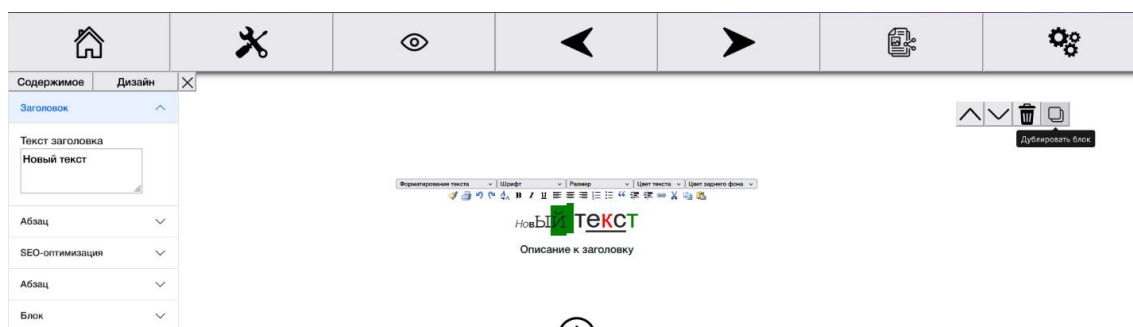 Содержимое Дизайн
Заголовок
Текст заголовка
Новый текст
Абзац
SEO-оптимизация
Абзац
Блок
Дублировать блок
Форматирование текста Шрифт Размер Цвет текста Цвет заднего фона
Новый текст
Описание к заголовку